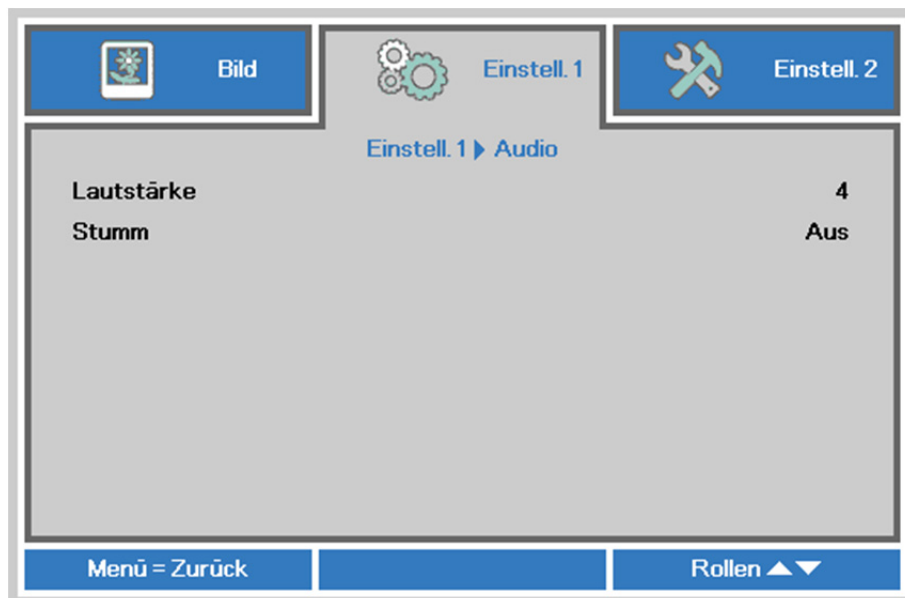 Bild
Einstell. 1
Einstell. 2
Einstell. 1 ▶ Audio
Lautstärke 4
Stumm Aus
Menü = Zurück
Rollen ▲▼